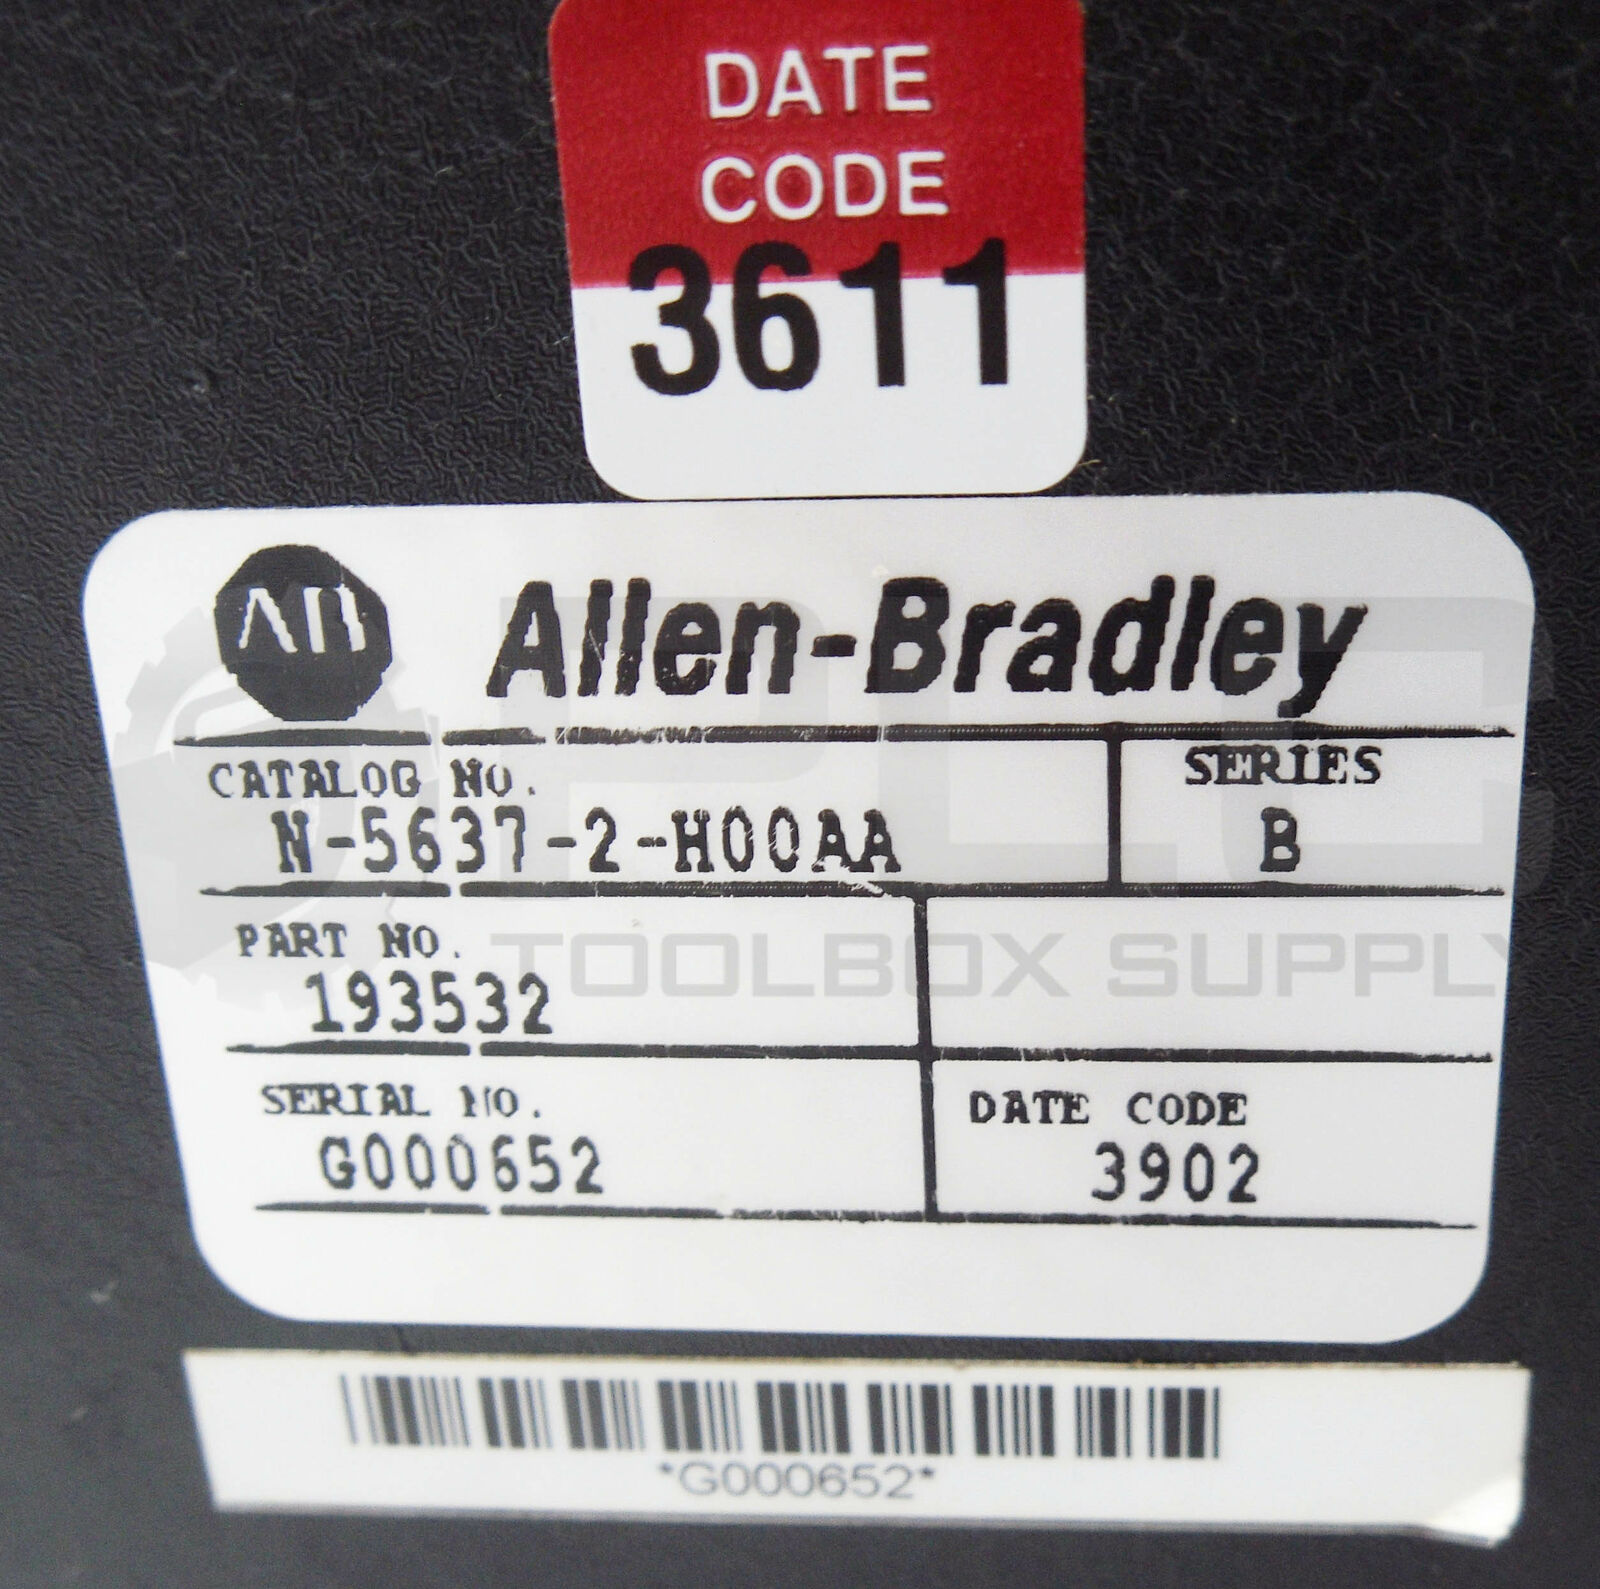 DATE
CODE
3611
AB Allen-Bradley
CATALOG NO. SERIES
N-5637-2-H00AA B
PART NO.
193532
TOOLBOX SUPPLY
SERIAL NO. DATE CODE
G000652 3902
*G000652*
PLC